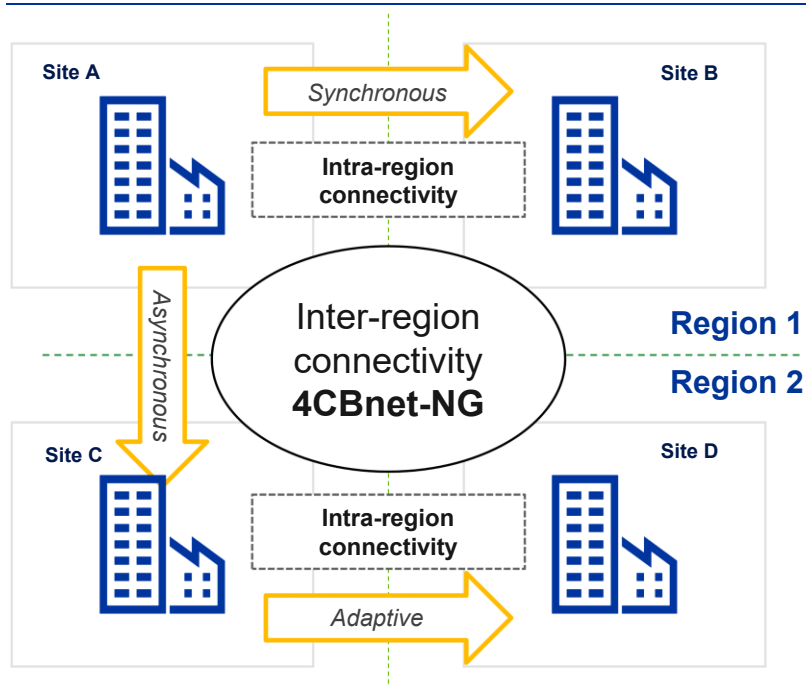 Site A
Synchronous
Site B
Intra-region
connectivity
Asynchronous
Inter-region
connectivity
4CBnet-NG
Region 1
Region 2
Site C
Site D
Intra-region
connectivity
Adaptive